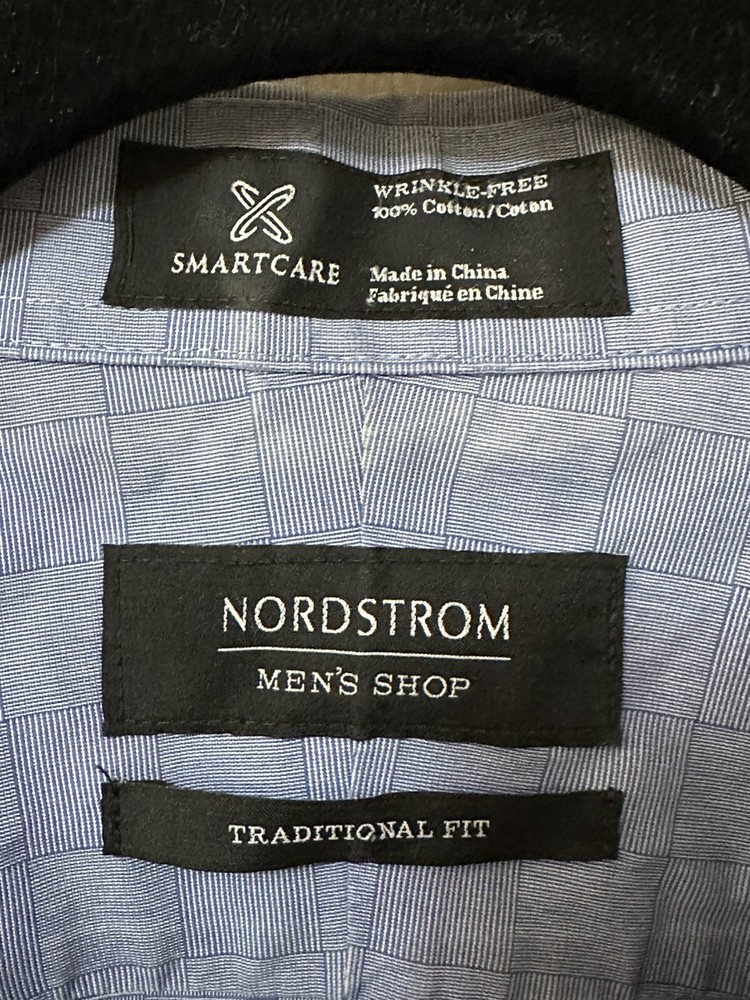 WRINKLE-FREE
100% Cotton/Coton
SMARTCARE
Made in China
Fabriqué en Chine
NORDSTROM
MEN'S SHOP
TRADITIONAL FIT